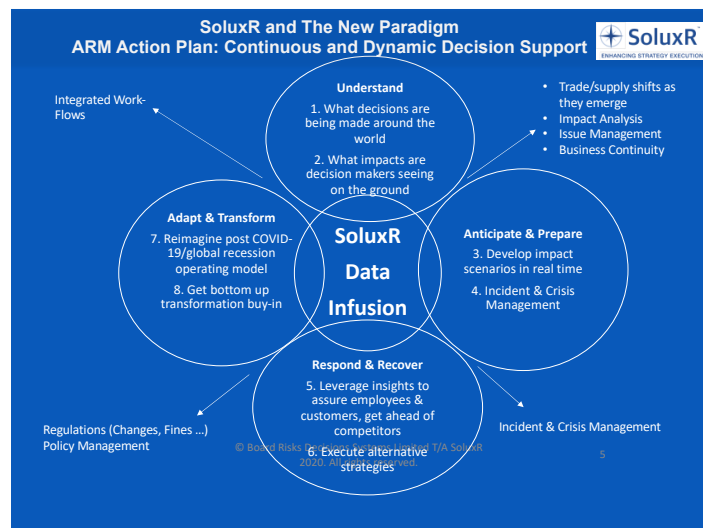 SoluxR and The New Paradigm
ARM Action Plan: Continuous and Dynamic Decision Support
SoluxR®
ENHANCING STRATEGY EXECUTION
Understand
1. What decisions are
being made around the
world
2. What impacts are
decision makers seeing
on the ground
Integrated Work-
Flows
• Trade/supply shifts as
they emerge
• Impact Analysis
• Issue Management
• Business Continuity
Adapt & Transform
7. Reimagine post COVID-
19/global recession
operating model
8. Get bottom up
transformation buy-in
SoluxR
Data
Infusion
Anticipate & Prepare
3. Develop impact
scenarios in real time
4. Incident & Crisis
Management
Respond & Recover
5. Leverage insights to
assure employees &
customers, get ahead of
competitors
6. Execute alternative
strategies
Regulations (Changes, Fines …)
Policy Management
Incident & Crisis Management
© Board Risks Decisions Systems Limited T/A SoluxR
2020. All rights reserved.
5